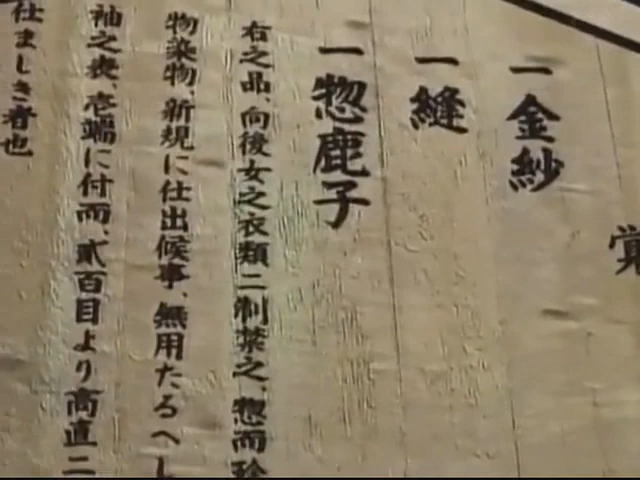 覚
一 金紗
一 縫
一 惣鹿子
右之品、向後女之衣類ニ制禁之、惣而珍
物染物、新規に仕出候事、無用たるへし
袖之表、壱端に付而、貳百目より高直ニ
仕ましき者也